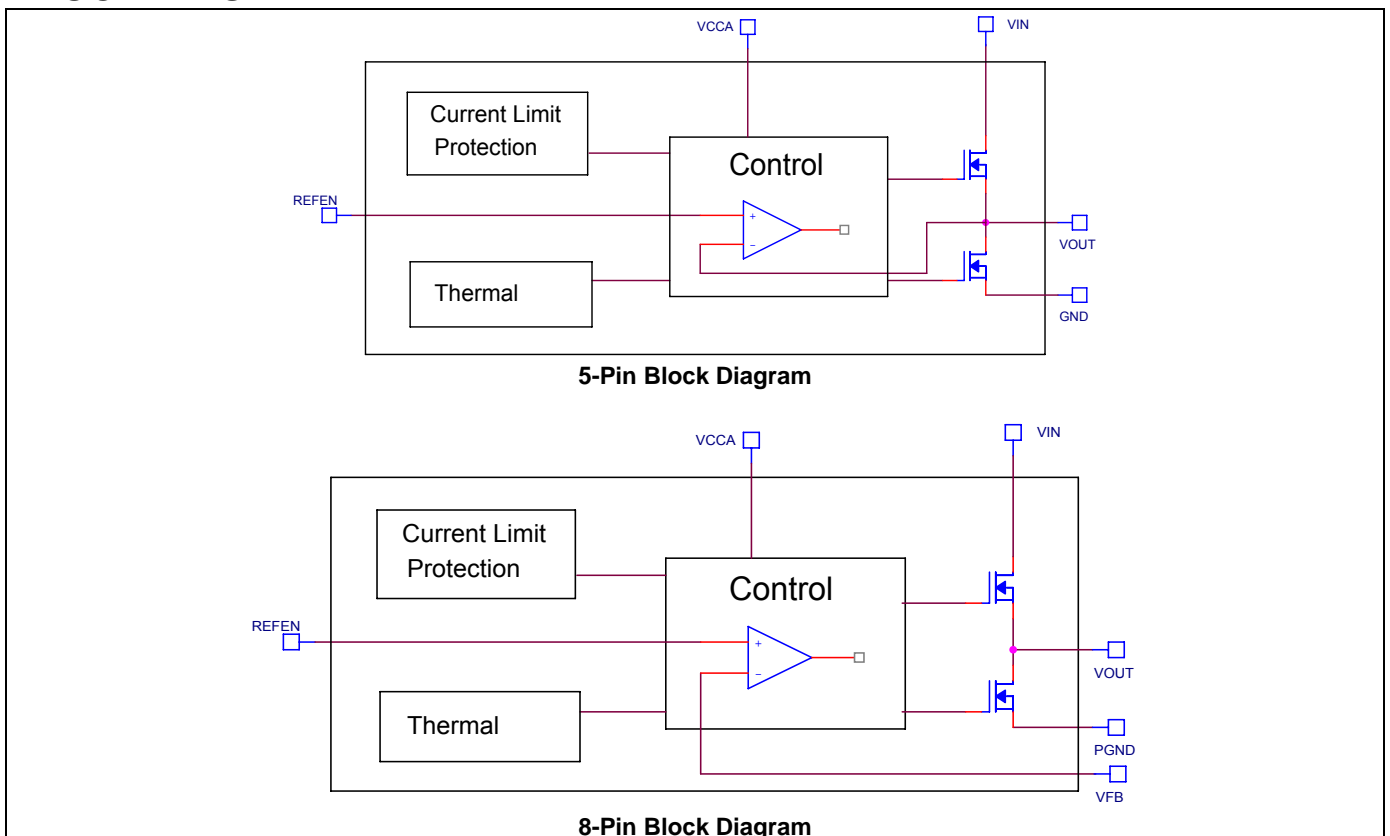 VCCA
VIN
Current Limit
Protection
Control
REFEN
+
−
VOUT
Thermal
GND
5-Pin Block Diagram
VCCA
VIN
Current Limit
Protection
Control
REFEN
+
−
VOUT
Thermal
PGND
VFB
8-Pin Block Diagram